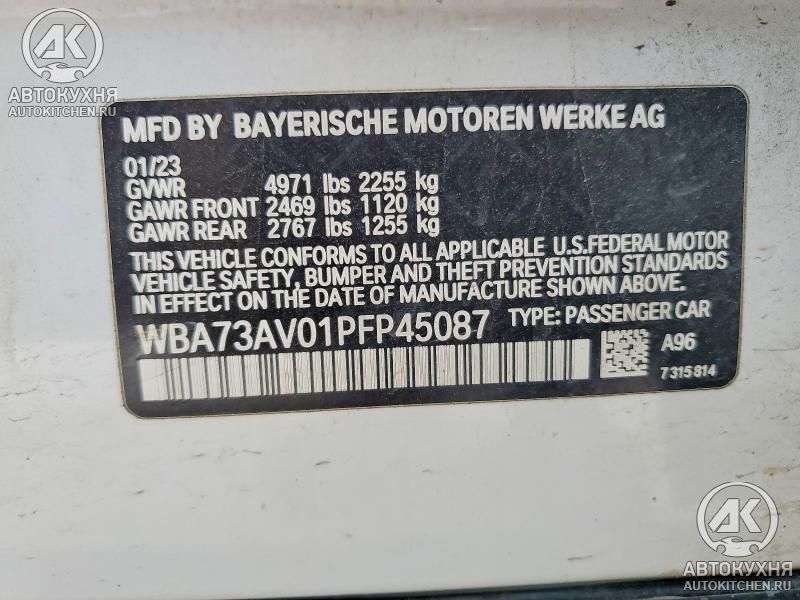 АК
АВТОКУХНЯ
AUTOKITCHEN.RU
MFD BY BAYERISCHE MOTOREN WERKE AG
01/23
GVWR 4971 lbs 2255 kg
GAWR FRONT 2469 lbs 1120 kg
GAWR REAR 2767 lbs 1255 kg
THIS VEHICLE CONFORMS TO ALL APPLICABLE U.S.FEDERAL MOTOR
VEHICLE SAFETY, BUMPER AND THEFT PREVENTION STANDARDS
IN EFFECT ON THE DATE OF MANUFACTURE SHOWN ABOVE.
WBA73AV01PFP45087 TYPE: PASSENGER CAR
A96
7315814
АК
АВТОКУХНЯ
AUTOKITCHEN.RU